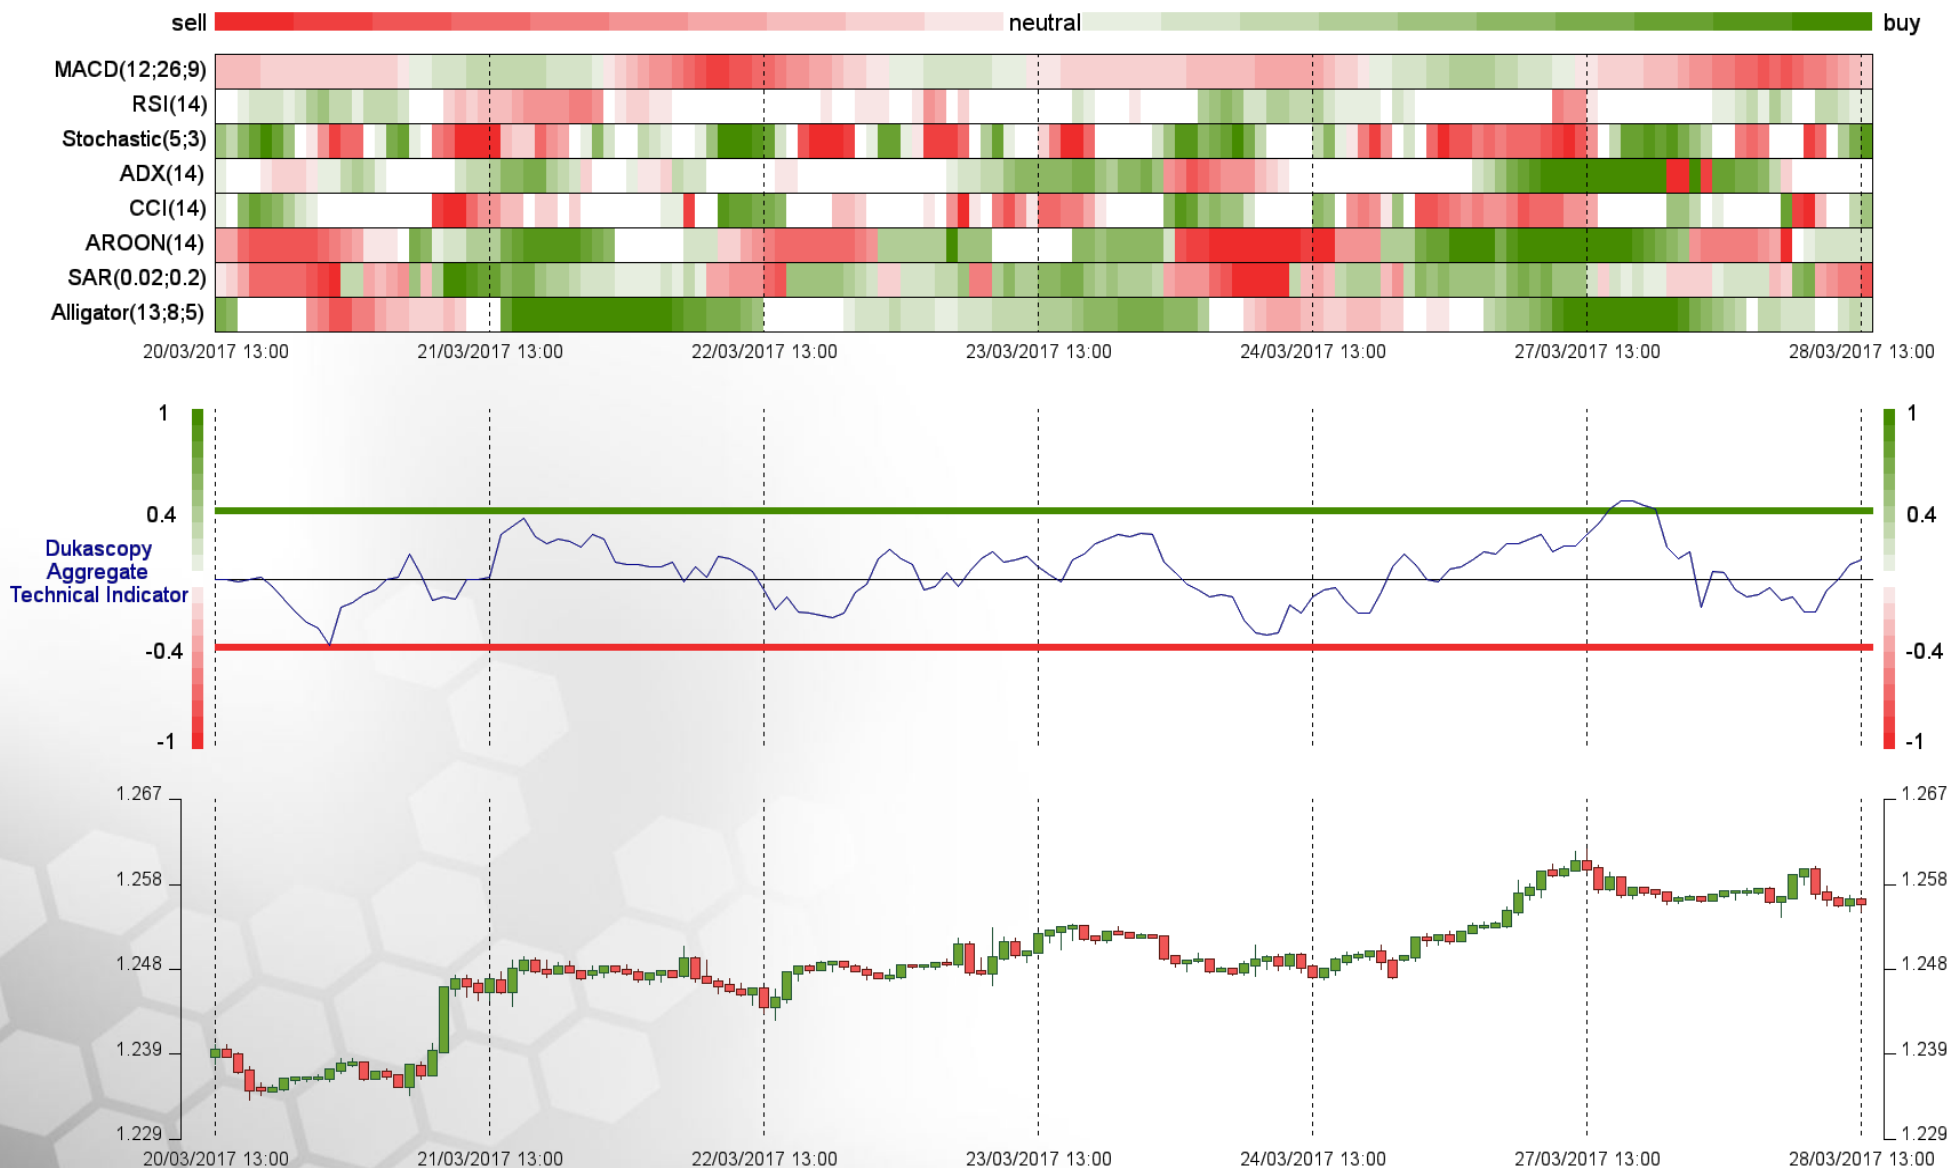 sell neutral buy
MACD(12;26;9)
RSI(14)
Stochastic(5;3)
ADX(14)
CCI(14)
AROON(14)
SAR(0.02;0.2)
Alligator(13;8;5)
20/03/2017 13:00 21/03/2017 13:00 22/03/2017 13:00 23/03/2017 13:00 24/03/2017 13:00 27/03/2017 13:00 28/03/2017 13:00
1 1
0.4 0.4
Dukascopy
Aggregate
Technical Indicator
-0.4 -0.4
-1 -1
1.267 1.267
1.258 1.258
1.248 1.248
1.239 1.239
1.229 1.229
20/03/2017 13:00 21/03/2017 13:00 22/03/2017 13:00 23/03/2017 13:00 24/03/2017 13:00 27/03/2017 13:00 28/03/2017 13:00